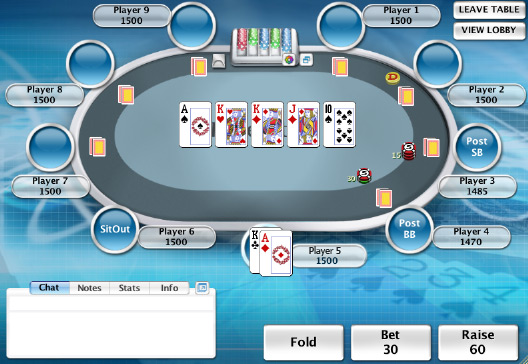 Player 9
1500
Player 1
1500
LEAVE TABLE
VIEW LOBBY
D
Player 8
1500
Player 2
1500
A
K
K
J
10
Post
SB
15
Player 7
1500
Player 3
1485
30
SitOut
Player 6
1500
Post
BB
Player 4
1470
K
A
Player 5
1500
Chat
Notes
Stats
Info
Fold
Bet
30
Raise
60